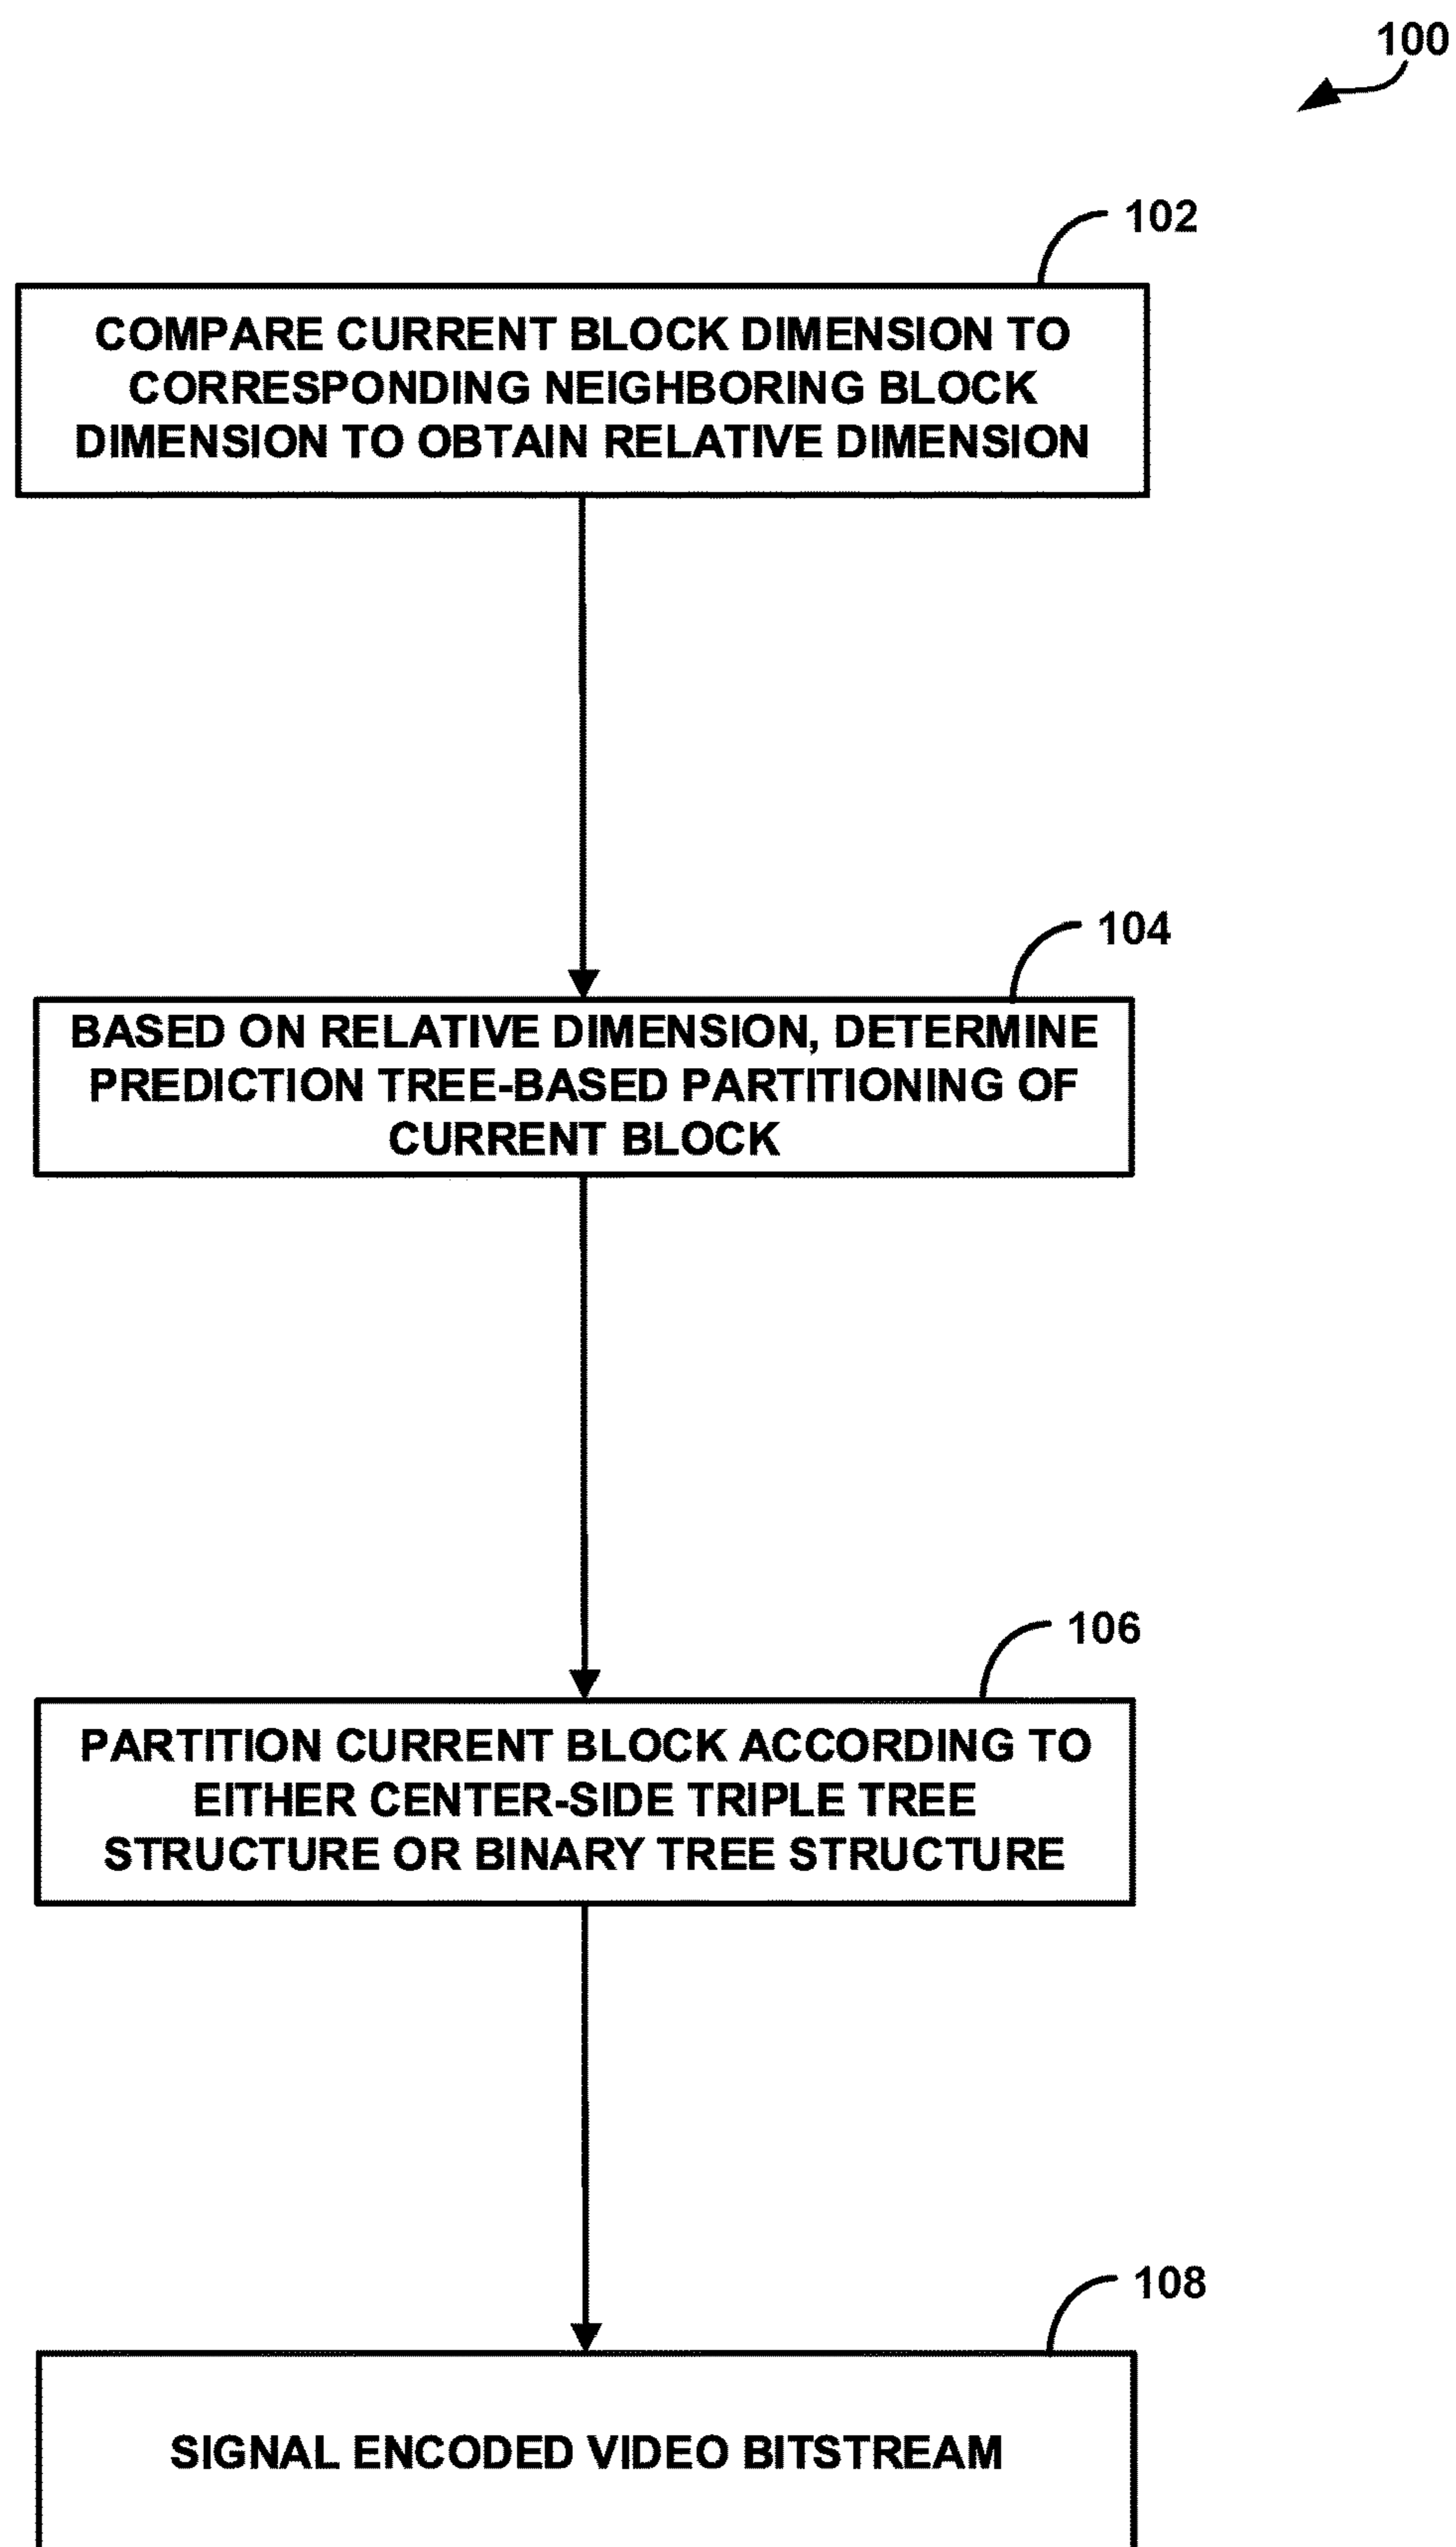 100
102
COMPARE CURRENT BLOCK DIMENSION TO
CORRESPONDING NEIGHBORING BLOCK
DIMENSION TO OBTAIN RELATIVE DIMENSION
104
BASED ON RELATIVE DIMENSION, DETERMINE
PREDICTION TREE-BASED PARTITIONING OF
CURRENT BLOCK
106
PARTITION CURRENT BLOCK ACCORDING TO
EITHER CENTER-SIDE TRIPLE TREE
STRUCTURE OR BINARY TREE STRUCTURE
108
SIGNAL ENCODED VIDEO BITSTREAM